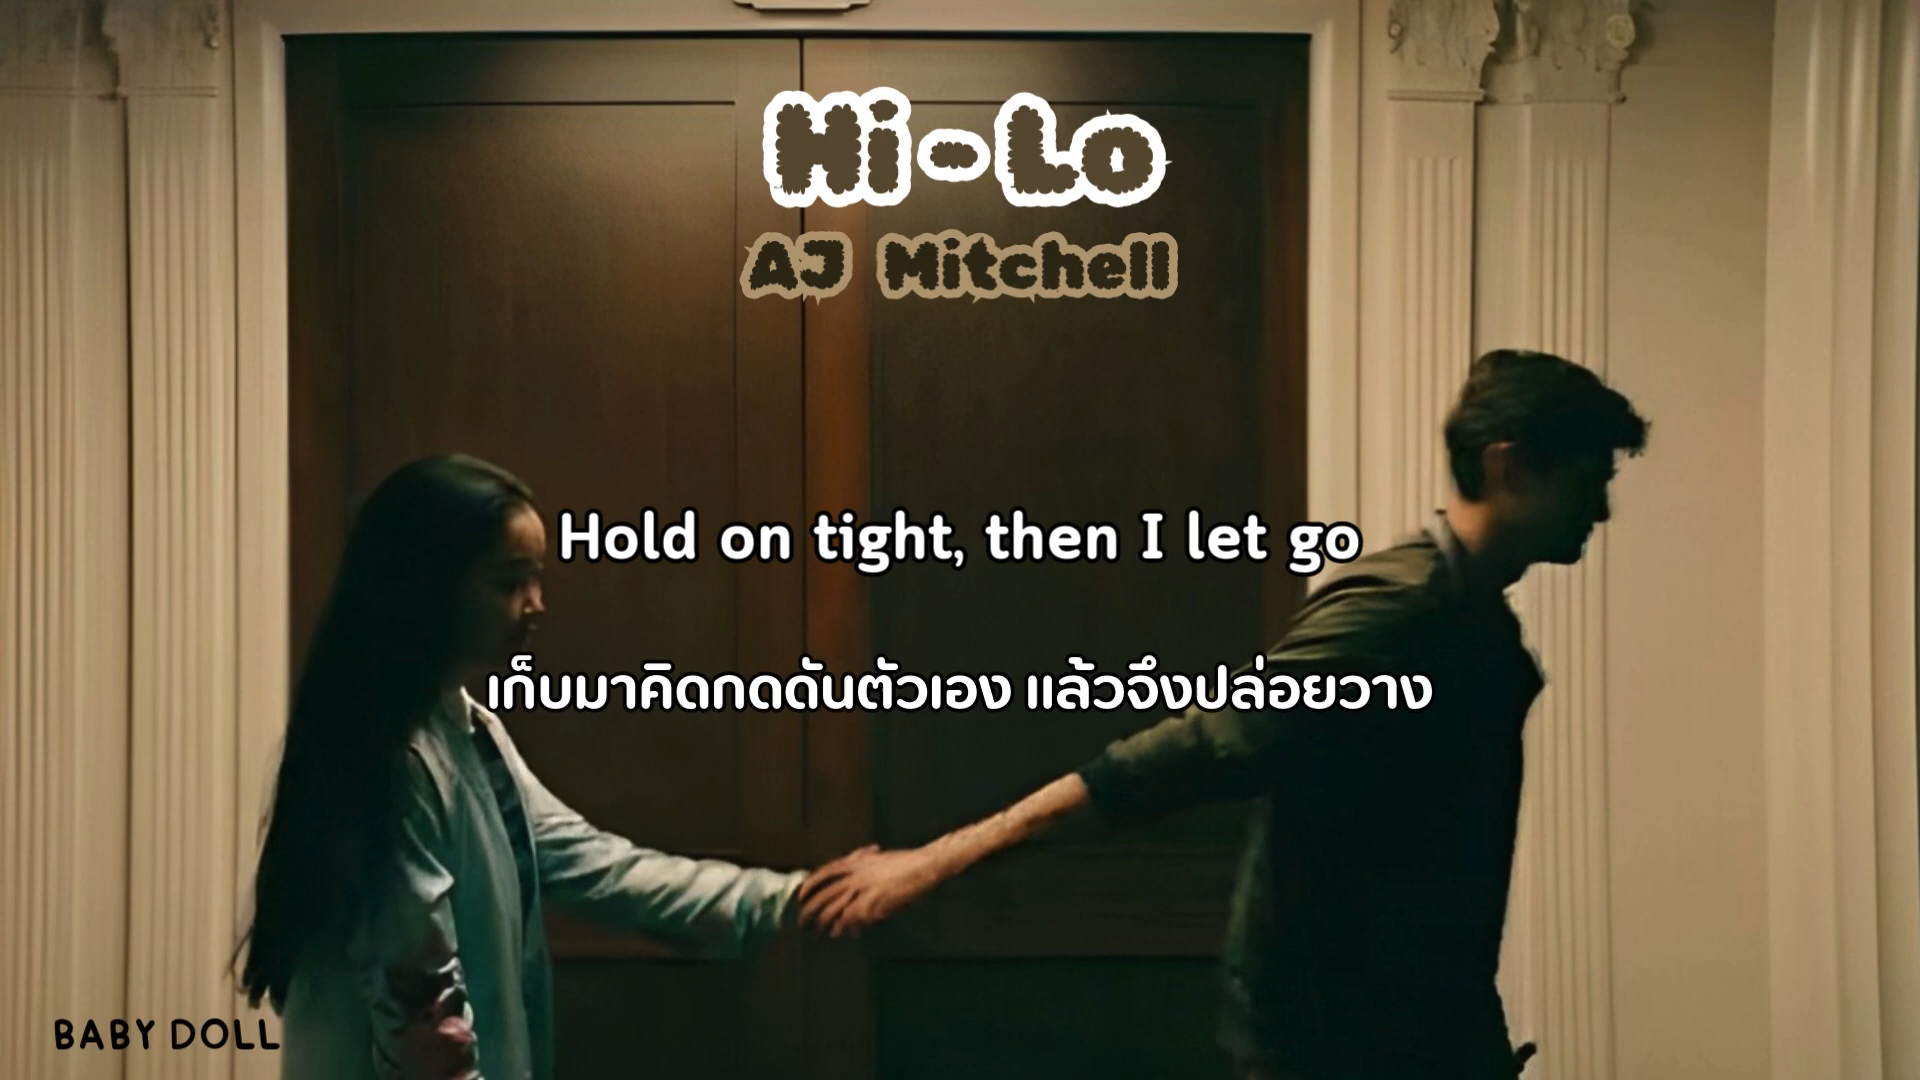 Hi-Lo
AJ Mitchell
Hold on tight, then I let go
เก็บมาคิดกดดันตัวเอง แล้วจึงปล่อยวาง
BABY DOLL